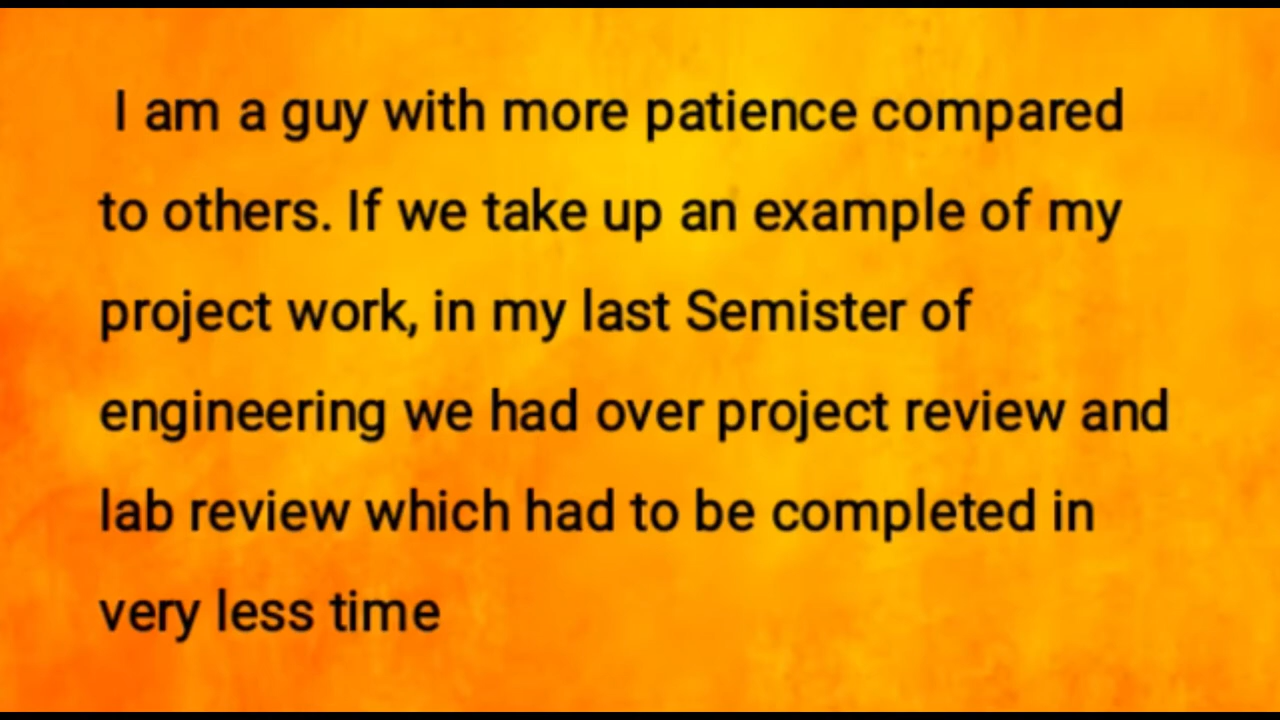 I am a guy with more patience compared
to others. If we take up an example of my
project work, in my last Semister of
engineering we had over project review and
lab review which had to be completed in
very less time